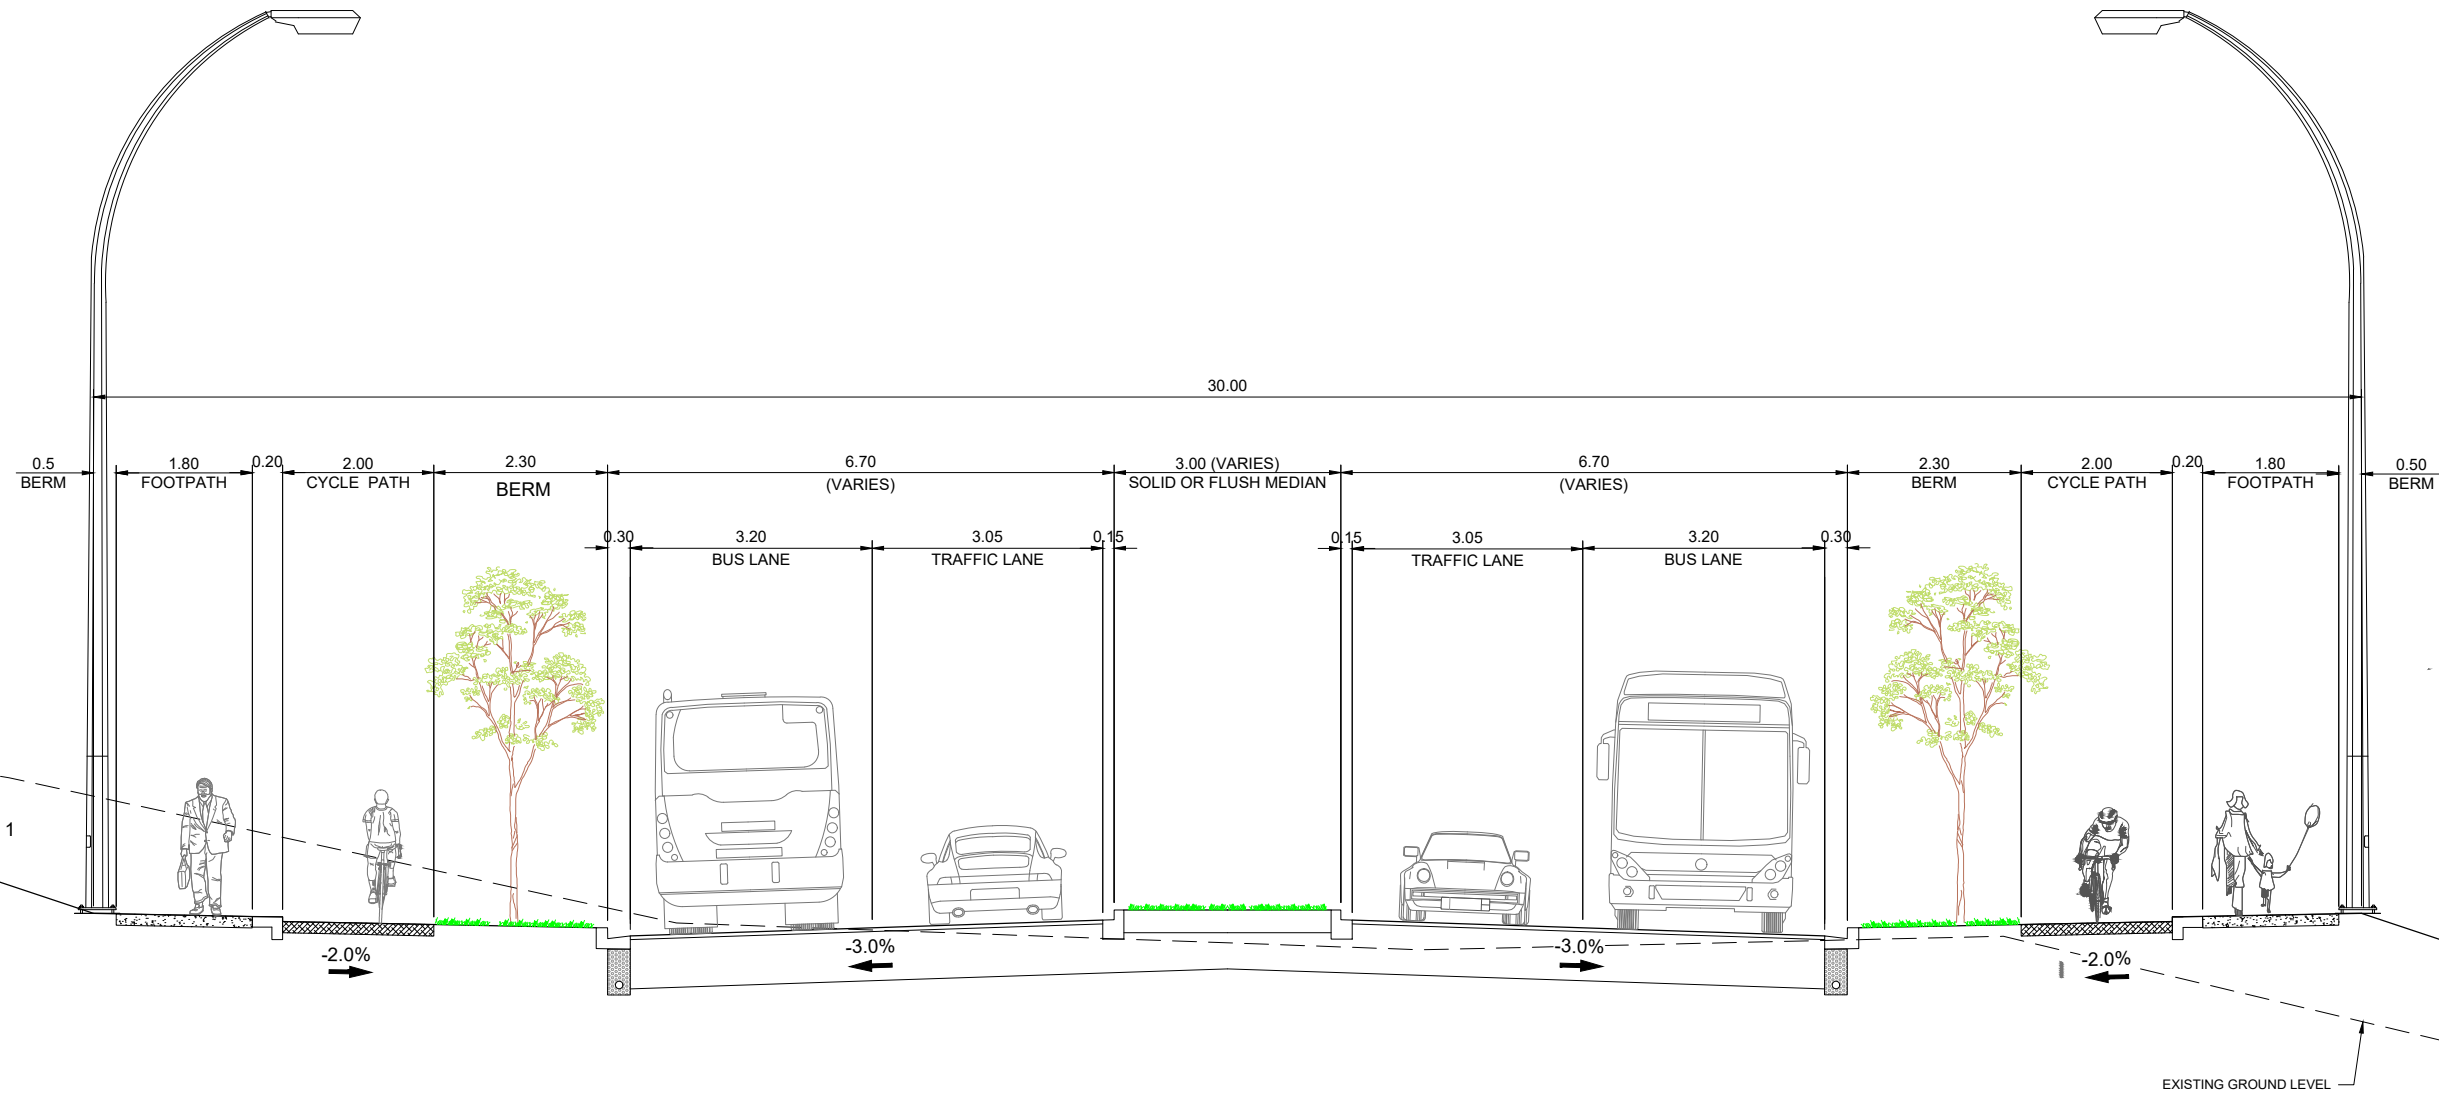 30.00
0.5
BERM
1.80
FOOTPATH
0.20
2.00
CYCLE PATH
2.30
BERM
6.70
(VARIES)
3.00 (VARIES)
SOLID OR FLUSH MEDIAN
6.70
(VARIES)
2.30
BERM
2.00
CYCLE PATH
0.20
1.80
FOOTPATH
0.50
BERM
0.30
3.20
BUS LANE
3.05
TRAFFIC LANE
0.15
0.15
3.05
TRAFFIC LANE
3.20
BUS LANE
0.30
1
-2.0%
-3.0%
-3.0%
-2.0%
EXISTING GROUND LEVEL